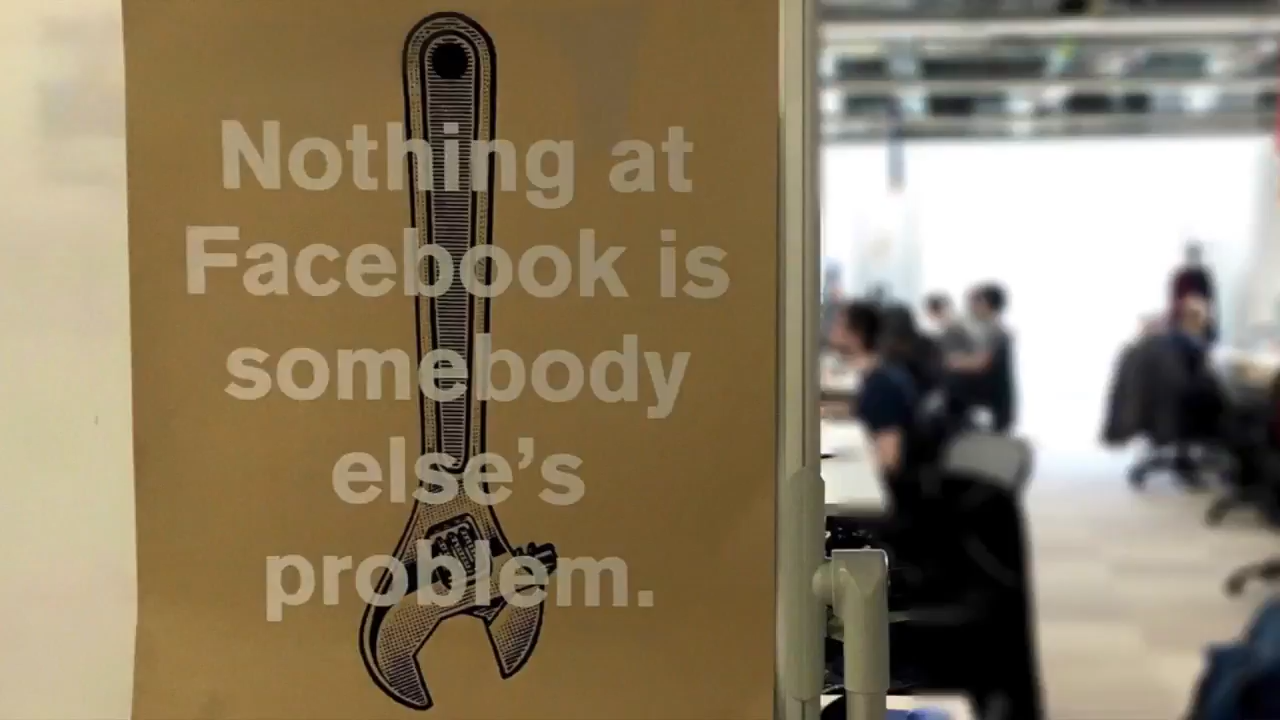 Nothing at
Facebook is
somebody
else’s
problem.